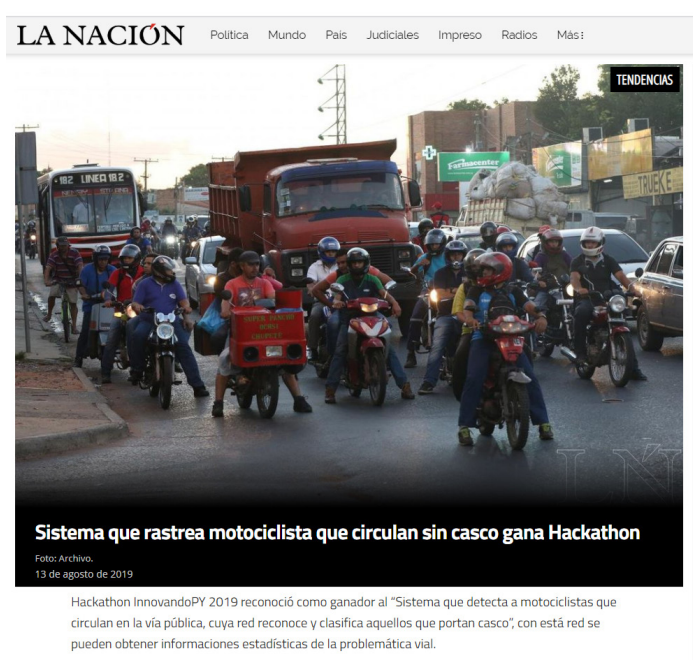 LA NACIÓN
Política Mundo País Judiciales Impreso Radios Más
TENDENCIAS
182 LINEA 182
Farmacenter
TRUEKE
SUPER PANCHO
Sistema que rastrea motociclista que circulan sin casco gana Hackathon
Foto: Archivo.
13 de agosto de 2019
Hackathon InnovandoPY 2019 reconoció como ganador al “Sistema que detecta a motociclistas que
circulan en la vía pública, cuya red reconoce y clasifica aquellos que portan casco”, con está red se
pueden obtener informaciones estadísticas de la problemática vial.